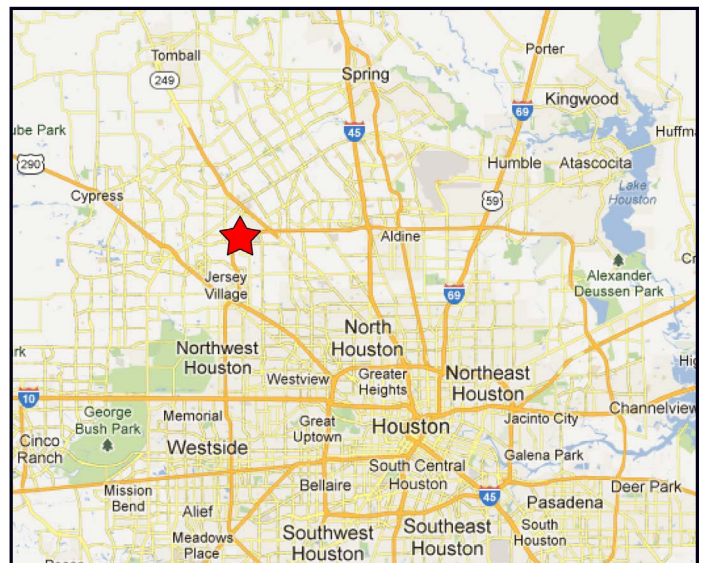 Porter
Tomball
Spring
249
Kingwood
69
45
ube Park
Huffm
290
Humble
Atascocita
Cypress
59
Lake
Houston
Aldine
Cr
Jersey
Village
Alexander
Deussen Park
69
North
Houston
Northwest
Houston
rk
Hig
Westview
Greater
Heights
Northeast
Houston
10
George
Bush Park
Memorial
Great
Uptown
Houston
Jacinto City
Channelview
Cinco
Ranch
Westside
Galena Park
South Central
Houston
Mission
Bend
Bellaire
45
Deer Park
Pasadena
Alief
Meadows
Place
Southwest
Houston
Southeast
Houston
South
Houston